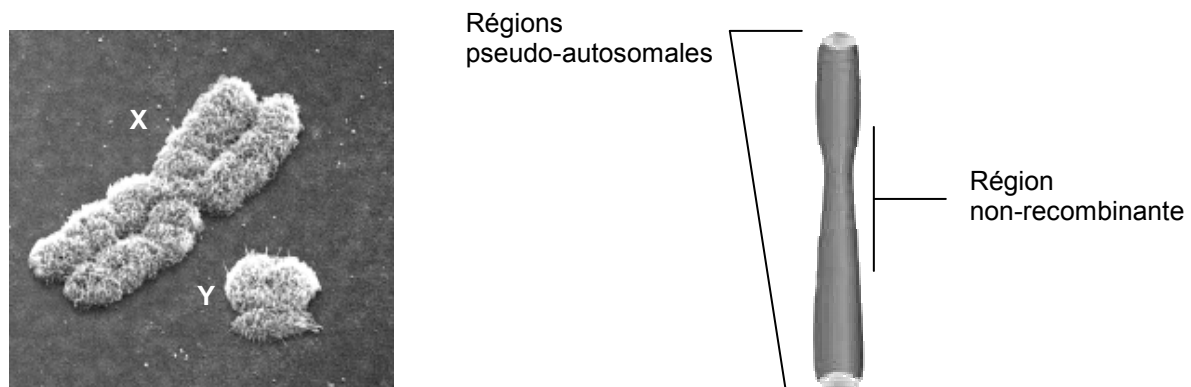 Régions
pseudo-autosomales
X
Y
Région
non-recombinante